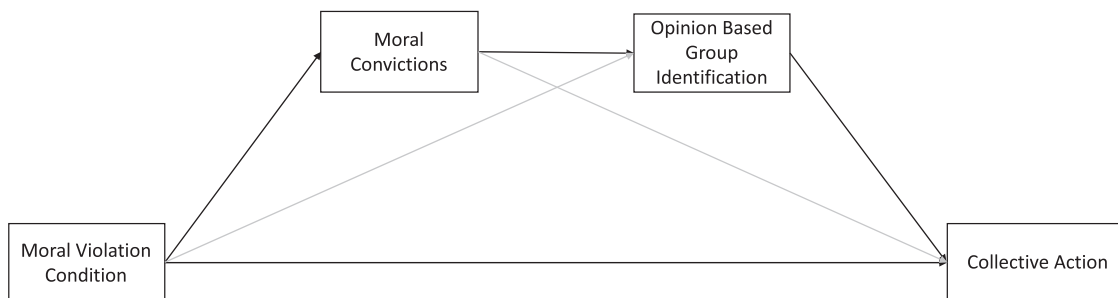 Moral
Convictions
Opinion Based
Group
Identification
Moral Violation
Condition
Collective Action